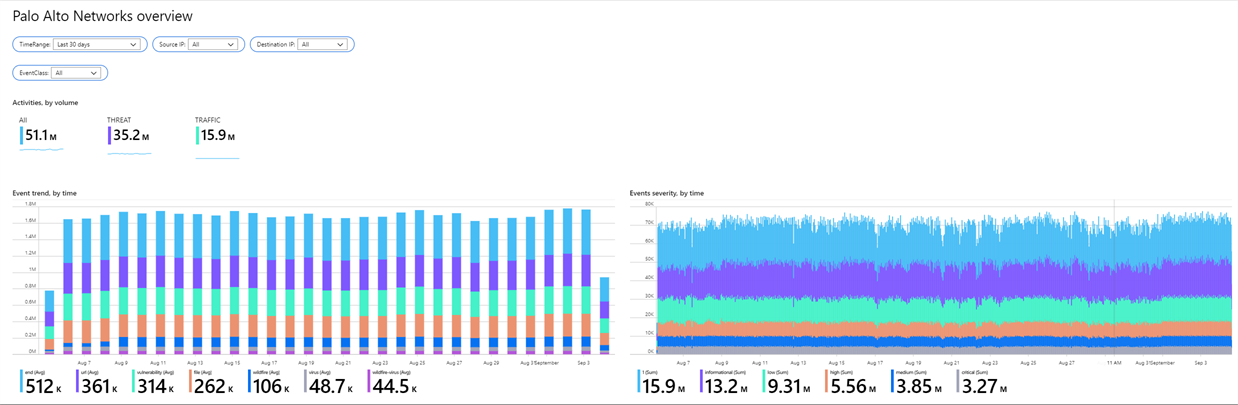 Palo Alto Networks overview
TimeRange: Last 30 days
Source IP: All
Destination IP: All
EventClass: All
Activities, by volume
All
51.1 M
THREAT
35.2 M
TRAFFIC
15.9 M
Event trend, by time
1.8M
1.6M
1.4M
1.2M
1M
0.8M
0.6M
0.4M
0.2M
0M
Aug 7 Aug 9 Aug 11 Aug 13 Aug 15 Aug 17 Aug 19 Aug 21 Aug 23 Aug 25 Aug 27 Aug 29 Aug 31September Sep 3
end (Avg)
512 K
url (Avg)
361 K
vulnerability (Avg)
314 K
file (Avg)
262 K
wildfire (Avg)
106 K
virus (Avg)
48.7 K
wildfire-virus (Avg)
44.5 K
Events severity, by time
80K
70K
60K
50K
40K
30K
20K
10K
0K
Aug 7 Aug 9 Aug 11 Aug 13 Aug 15 Aug 17 Aug 19 Aug 21 Aug 23 Aug 25 Aug 27 11 AM Aug 31September Sep 3
1 (Sum)
15.9 M
informational (Sum)
13.2 M
low (Sum)
9.31 M
high (Sum)
5.56 M
medium (Sum)
3.85 M
critical (Sum)
3.27 M